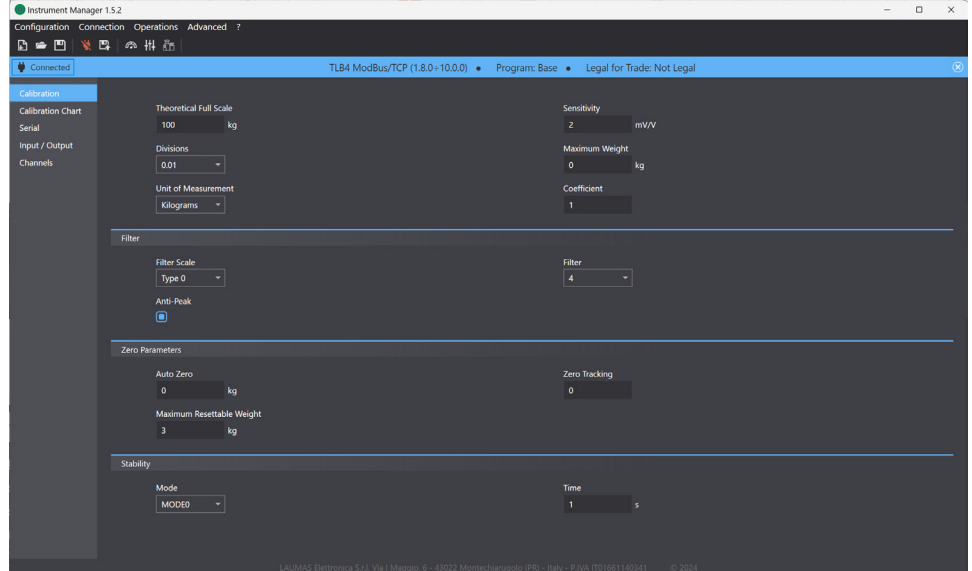 Instrument Manager 1.5.2
Configuration Connection Operations Advanced ?
Connected
TLB4 ModBus/TCP (1.8.0÷10.0.0) ● Program: Base ● Legal for Trade: Not Legal
Calibration
Calibration Chart
Serial
Input / Output
Channels
Theoretical Full Scale
100 kg
Sensitivity
2 mV/V
Divisions
0.01
Maximum Weight
0 kg
Unit of Measurement
Kilograms
Coefficient
1
Filter
Filter Scale
Type 0
Filter
4
Anti-Peak
Zero Parameters
Auto Zero
0 kg
Zero Tracking
0
Maximum Resettable Weight
3 kg
Stability
Mode
MODE0
Time
1 s
LAUMAS Elettronica S.r.l. Via I Maggio, 6 - 43022 Montechiarugolo (PR) - Italy - P.IVA IT01661140341 © 2024